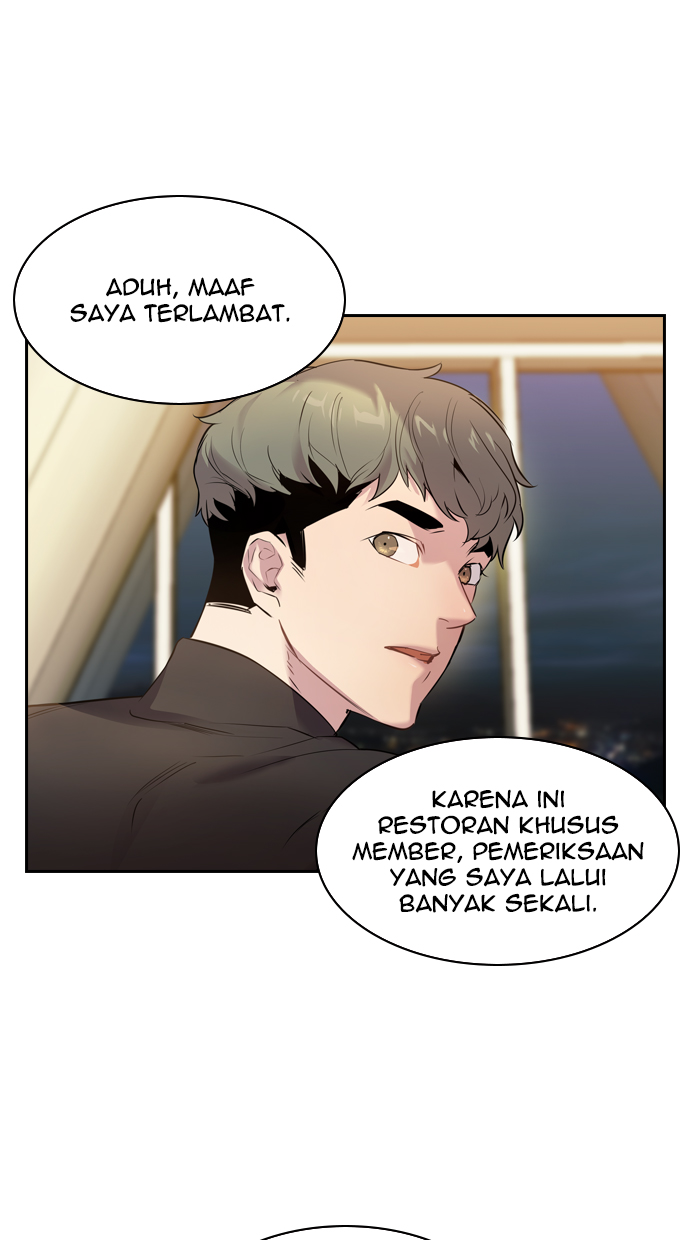 ADUH, MAAF
SAYA TERLAMBAT.
KARENA INI
RESTORAN KHUSUS
MEMBER, PEMERIKSAAN
YANG SAYA LALUI
BANYAK SEKALI.